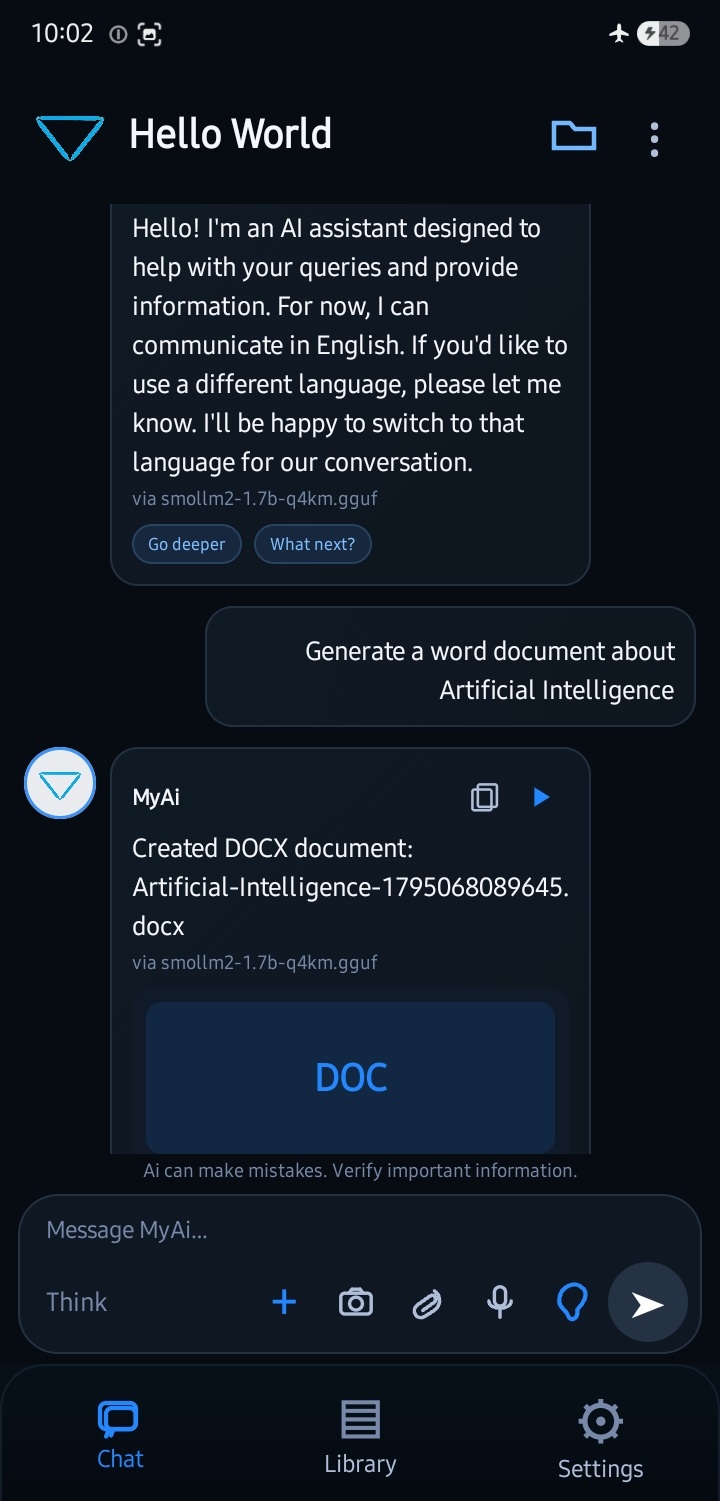 10:02
42
Hello World
Hello! I'm an AI assistant designed to
help with your queries and provide
information. For now, I can
communicate in English. If you'd like to
use a different language, please let me
know. I'll be happy to switch to that
language for our conversation.
via smollm2-1.7b-q4km.gguf
Go deeper
What next?
Generate a word document about
Artificial Intelligence
MyAi
Created DOCX document:
Artificial-Intelligence-1795068089645.
docx
via smollm2-1.7b-q4km.gguf
DOC
Ai can make mistakes. Verify important information.
Message MyAi...
Think
Chat
Library
Settings